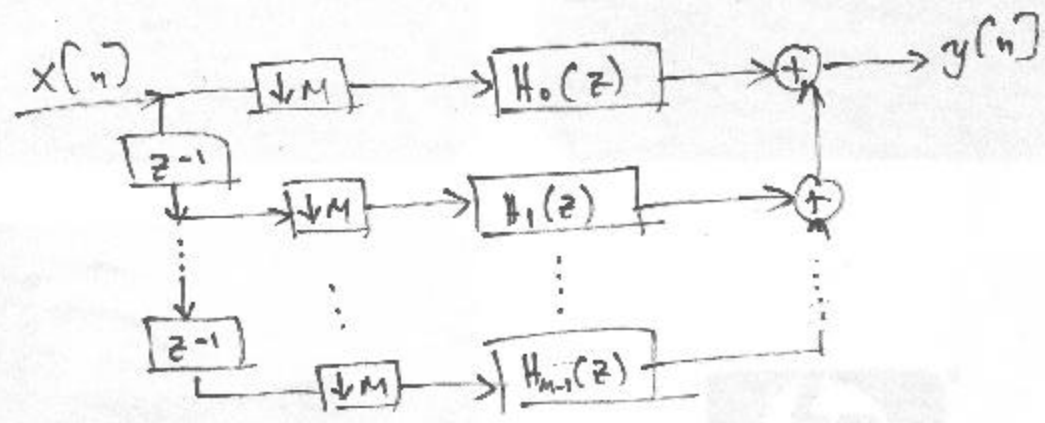 x[n] ↓M H₀(z) + y[n]
z⁻¹
↓M H₁(z) +
z⁻¹
↓M Hₘ₋₁(z)